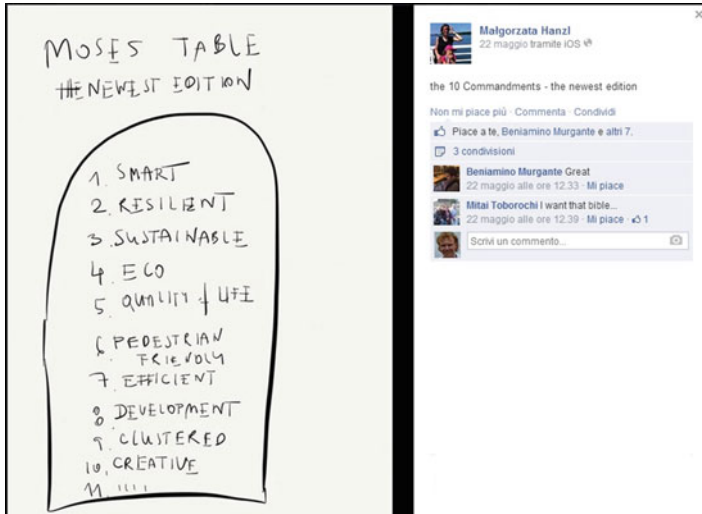 MOSES TABLE
THE NEWEST EDITION
1. SMART
2. RESILIENT
3. SUSTAINABLE
4. ECO
5. QUALITY of LIFE
6 PEDESTRIAN
FRIENDLY
7. EFFICIENT
8 DEVELOPMENT
9. CLUSTERED
10. CREATIVE
11. ....
Małgorzata Hanzl
22 maggio tramite iOS
the 10 Commandments - the newest edition
Non mi piace più · Commenta · Condividi
Piace a te, Beniamino Murgante e altri 7.
3 condivisioni
Beniamino Murgante Great
22 maggio alle ore 12.33 · Mi piace
Mitai Toborochi I want that bible...
22 maggio alle ore 12.39 · Mi piace · 1
Scrivi un commento...